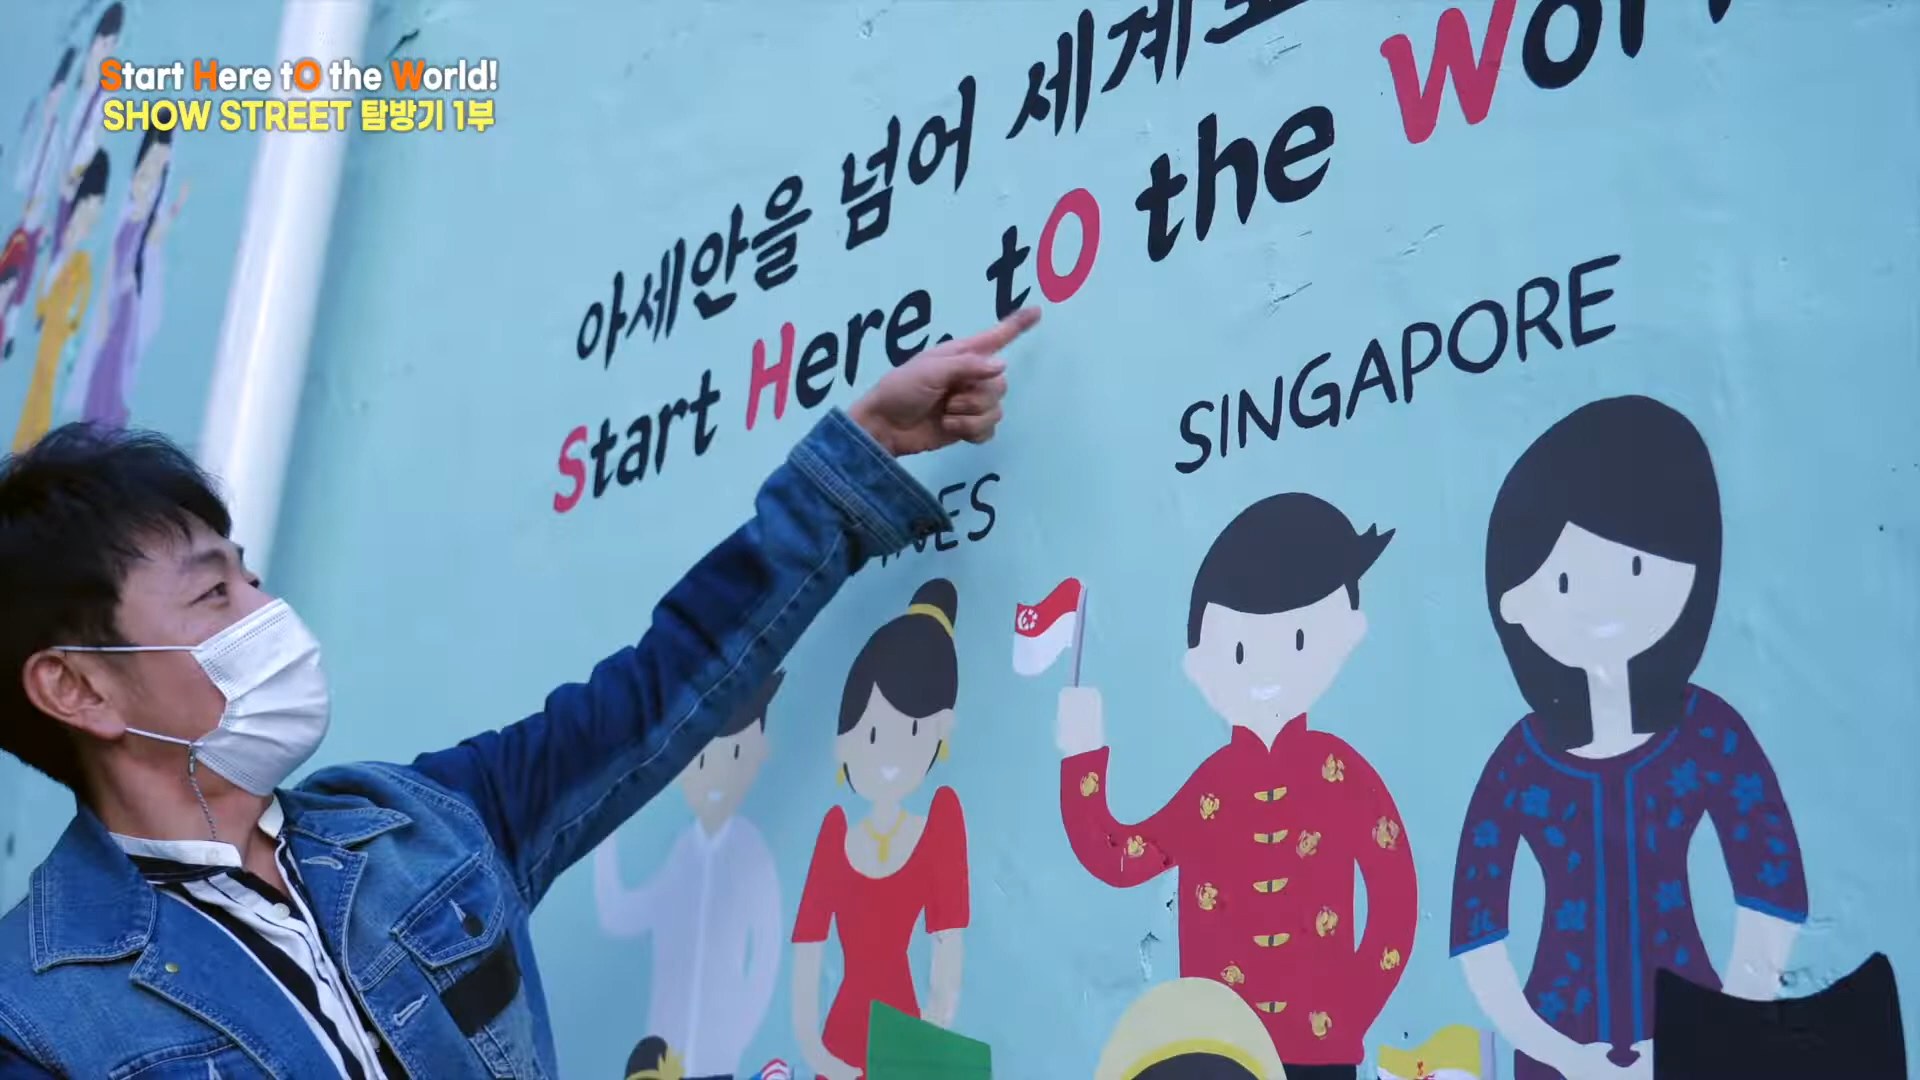 Start Here tO the World!
SHOW STREET 탐방기 1부
아세안을 넘어 세계로
Start Here, tO the Wor
SINGAPORE
INES